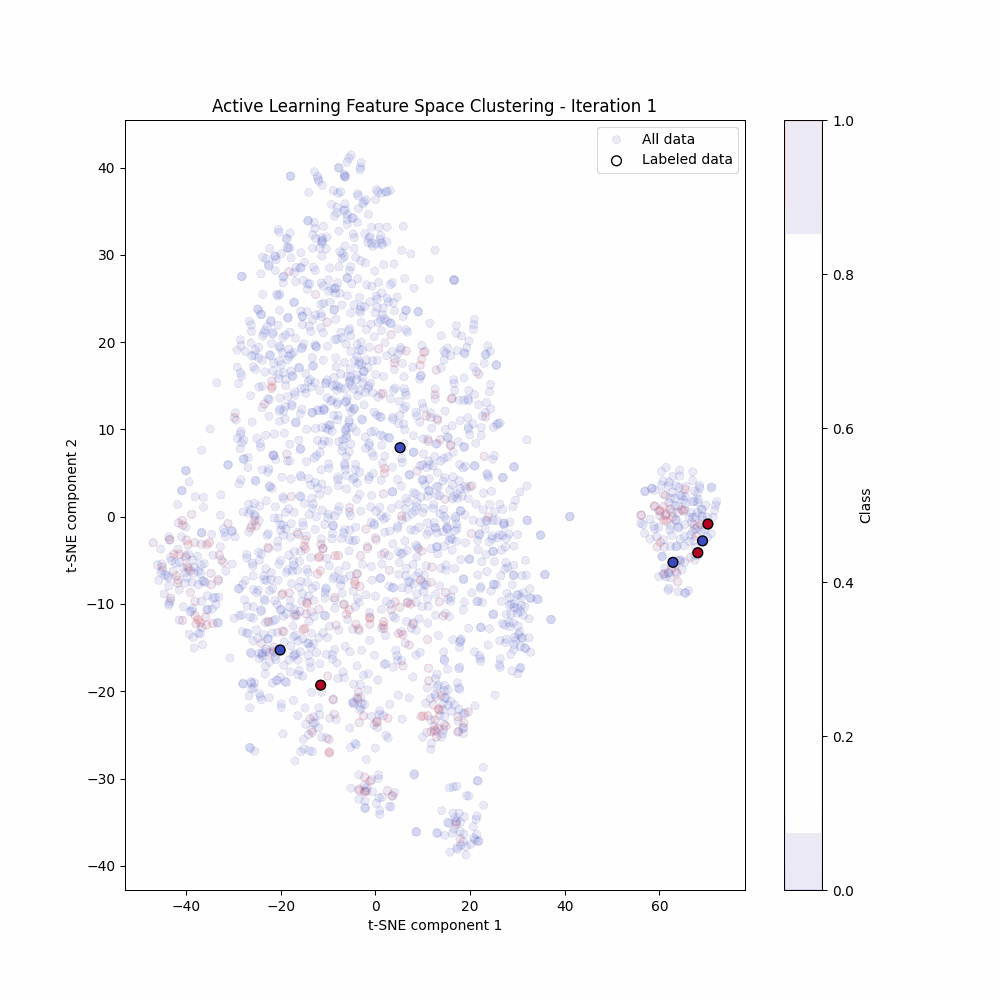 Active Learning Feature Space Clustering - Iteration 1
All data
Labeled data
40
30
20
10
0
−10
−20
−30
−40
t-SNE component 2
−40 −20 0 20 40 60
t-SNE component 1
1.0
0.8
0.6
0.4
0.2
0.0
Class